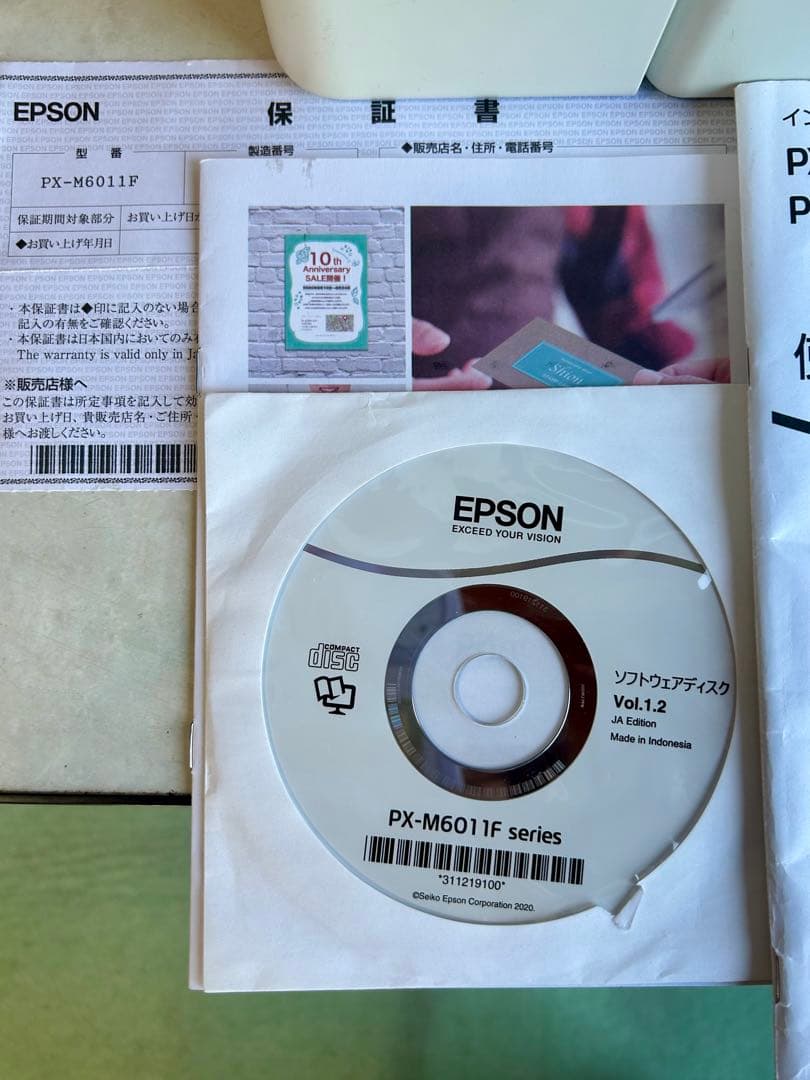 EPSON 保 証 書
型 番
製造番号
◆販売店名・住所・電話番号
PX-M6011F
保証期間対象部分
お買い上げ日か
◆お買い上げ年月日
・本保証書は◆印に記入のない場合
記入の有無をご確認ください。
・本保証書は日本国内においてのみ
The warranty is valid only in Ja
※販売店様へ
この保証書は所定事項を記入して効
お買い上げ日、貴販売店名・ご住所・
様へお渡しください。
10th
Anniversary
SALE開催!
Shion
EPSON
EXCEED YOUR VISION
COMPACT
disc
ソフトウェアディスク
Vol.1.2
JA Edition
Made in Indonesia
PX-M6011F series
*311219100*
©Seiko Epson Corporation 2020.
イン
P
使